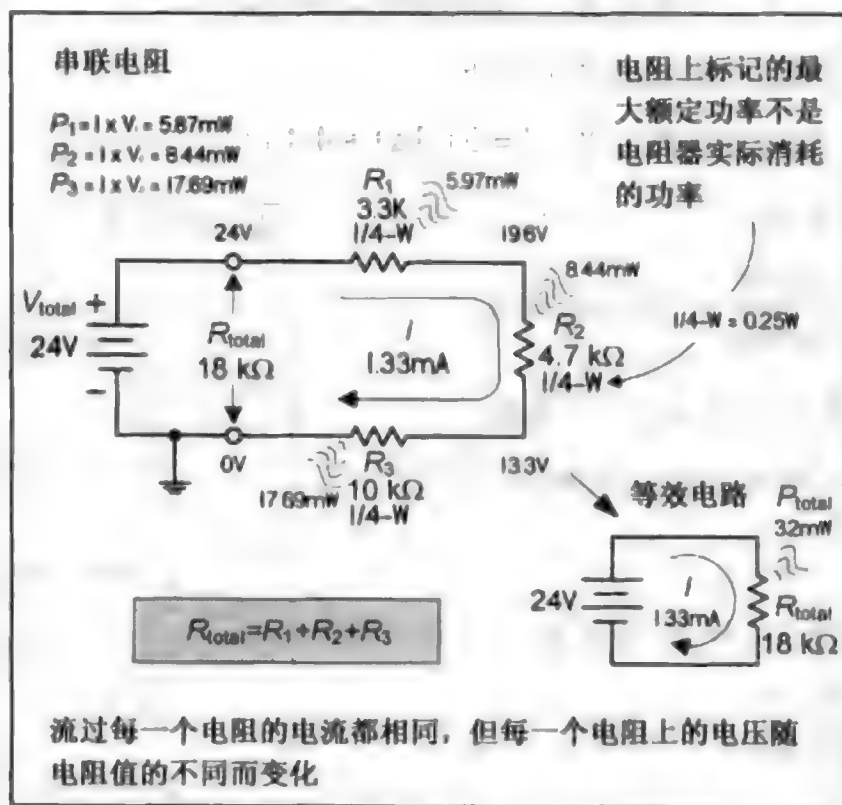 串联电阻
P₁ = I x V₁ = 5.87mW
P₂ = I x V₂ = 8.44mW
P₃ = I x V₃ = 17.69mW
电阻上标记的最
大额定功率不是
电阻器实际消耗
的功率
R₁
3.3K
1/4-W
5.97mW
24V
19.6V
8.44mW
V_total +
24V
-
R_total
18 kΩ
I
1.33mA
R₂
4.7 kΩ
1/4-W
1/4-W = 0.25W
0V
17.69mW
R₃
10 kΩ
1/4-W
13.3V
等效电路
P_total
32mW
24V
I
1.33mA
R_total
18 kΩ
R_total=R₁+R₂+R₃
流过每一个电阻的电流都相同，但每一个电阻上的电压随
电阻值的不同而变化